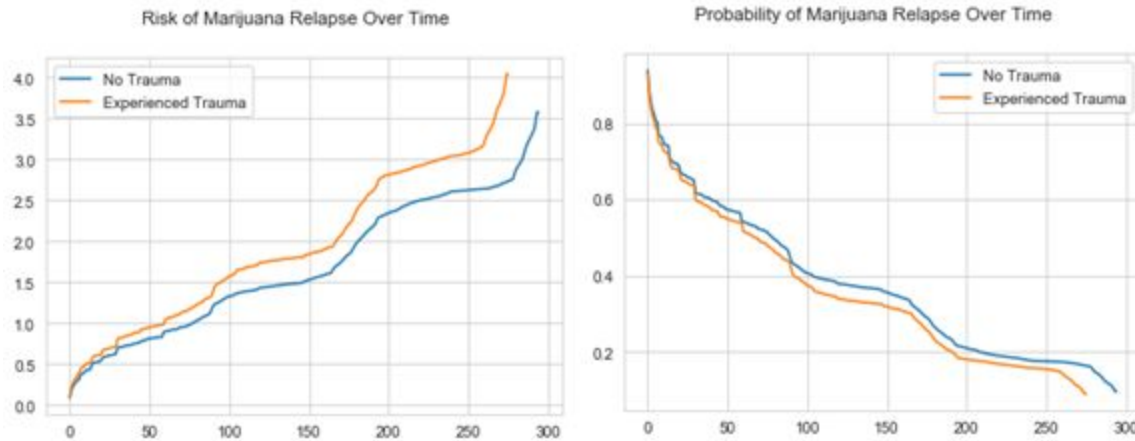 Risk of Marijuana Relapse Over Time
No Trauma
Experienced Trauma
4.0
3.5
3.0
2.5
2.0
1.5
1.0
0.5
0.0
0 50 100 150 200 250 300
Probability of Marijuana Relapse Over Time
No Trauma
Experienced Trauma
0.8
0.6
0.4
0.2
0 50 100 150 200 250 300